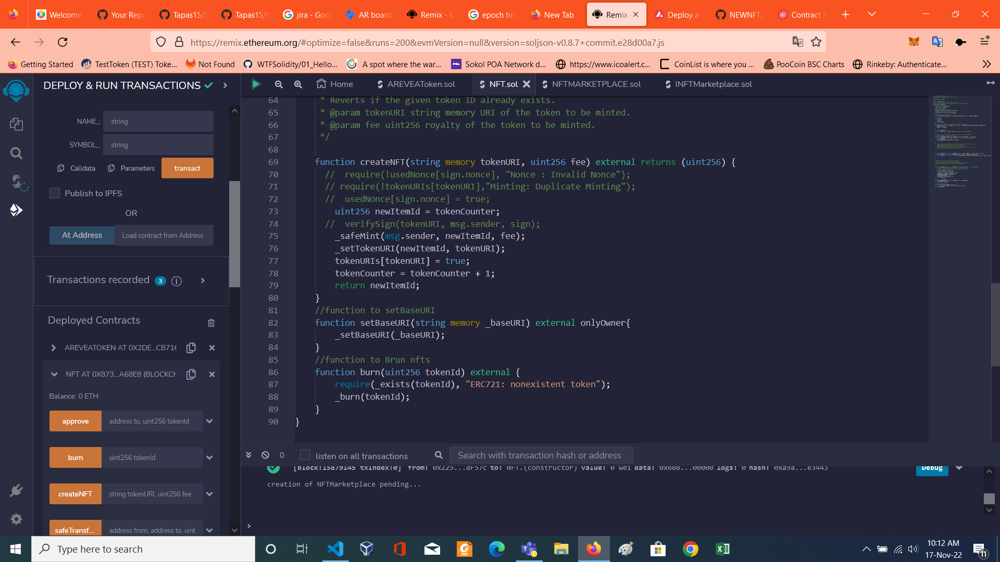 Welcome
Your Repo
Tapas15/
Tapas15/
jira - Goo
AR board
Remix - E
epoch tim
New Tab
Remix -
Deploy a
NEWNFT/
Contract
https://remix.ethereum.org/#optimize=false&runs=200&evmVersion=null&version=soljson-v0.8.7+commit.e28d00a7.js
Getting Started
TestToken (TEST) Toke...
Not Found
WTFSolidity/01_Hello...
A spot where the war...
Sokol POA Network d...
https://www.icoalert.c...
CoinList is where you ...
PooCoin BSC Charts
Rinkeby: Authenticate...
DEPLOY & RUN TRANSACTIONS
NAME_:
string
SYMBOL_:
string
Calldata
Parameters
transact
Publish to IPFS
OR
At Address
Load contract from Address
Transactions recorded 3 i
Deployed Contracts
AREVEATOKEN AT 0X2DE...CB716
NFT AT 0X873...A68E8 (BLOCKCH
Balance: 0 ETH
approve
address to, uint256 tokenId
burn
uint256 tokenId
createNFT
string tokenURI, uint256 fee
safeTransf...
address from, address to, uint
Home
AREVEAToken.sol
NFT.sol
NFTMARKETPLACE.sol
INFTMarketplace.sol
64 * Reverts if the given token ID already exists.
65 * @param tokenURI string memory URI of the token to be minted.
66 * @param fee uint256 royalty of the token to be minted.
67 */
68
69 function createNFT(string memory tokenURI, uint256 fee) external returns (uint256) {
70 //  require(!usedNonce[sign.nonce], "Nonce : Invalid Nonce");
71 // require(!tokenURIs[tokenURI],"Minting: Duplicate Minting");
72 //  usedNonce[sign.nonce] = true;
73 uint256 newItemId = tokenCounter;
74 //  verifySign(tokenURI, msg.sender, sign);
75 _safeMint(msg.sender, newItemId, fee);
76 _setTokenURI(newItemId, tokenURI);
77 tokenURIs[tokenURI] = true;
78 tokenCounter = tokenCounter + 1;
79 return newItemId;
80 }
81 //function to setBaseURI
82 function setBaseURI(string memory _baseURI) external onlyOwner{
83 _setBaseURI(_baseURI);
84 }
85 //function to Brun nfts
86 function burn(uint256 tokenId) external {
87 require(_exists(tokenId), "ERC721: nonexistent token");
88 _burn(tokenId);
89 }
90 }
0
listen on all transactions
Search with transaction hash or address
[block:15879145 txIndex:0] from: 0x225...dF57c to: NFT.(constructor) value: 0 wei data: 0x608...00000 logs: 0 hash: 0xa9a...e3443
Debug
creation of NFTMarketplace pending...
>
Type here to search
10:12 AM
17-Nov-22
11